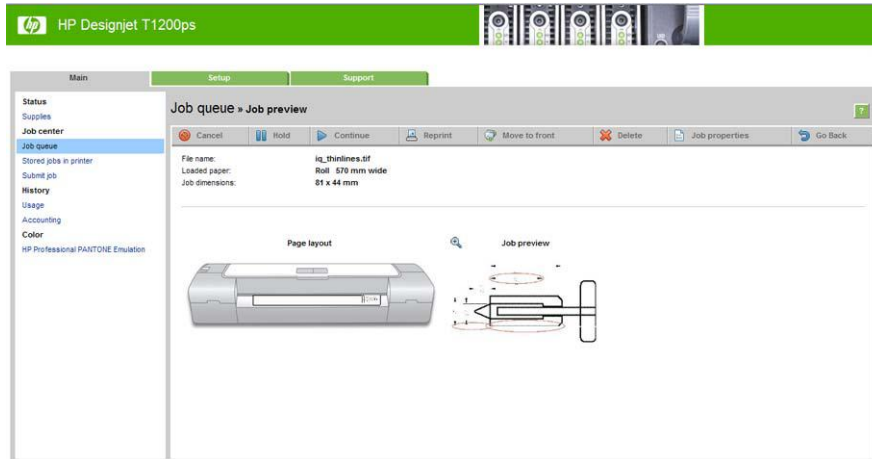 hp HP Designjet T1200ps
Main Setup Support
Status
Supplies
Job center
Job queue
Stored jobs in printer
Submit job
History
Usage
Accounting
Color
HP Professional PANTONE Emulation
Job queue » Job preview
?
Cancel Hold Continue Reprint Move to front Delete Job properties Go Back
File name: iq_thinlines.tif
Loaded paper: Roll 570 mm wide
Job dimensions: 81 x 44 mm
Page layout Job preview